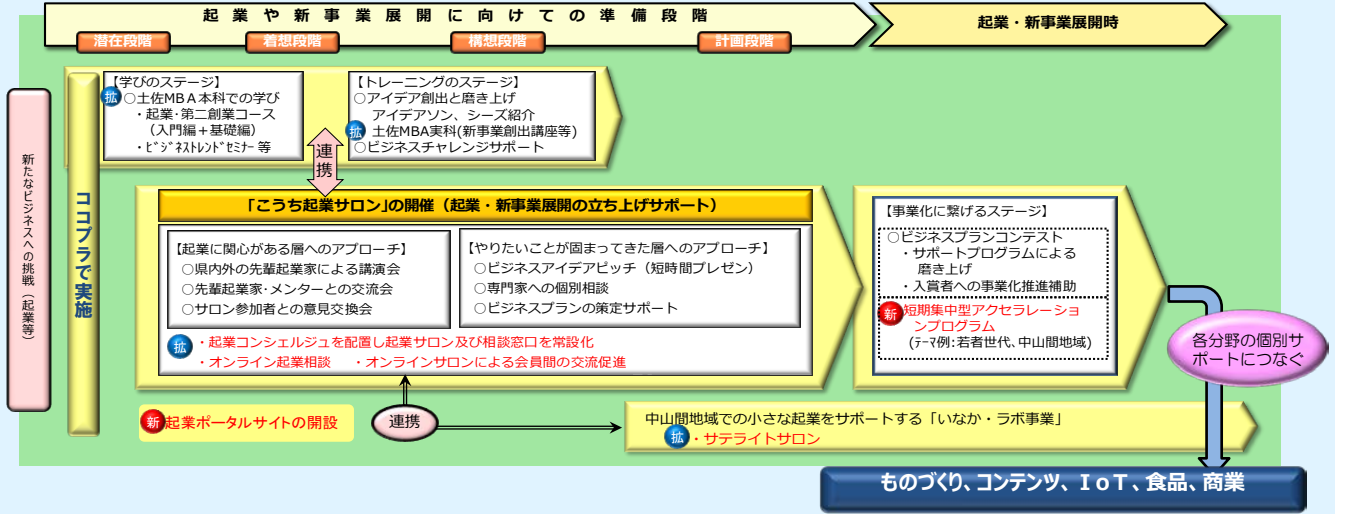 起業や新事業展開に向けての準備段階
起業・新事業展開時
潜在段階
着想段階
構想段階
計画段階
新たなビジネスへの挑戦（起業等）
ココプラで実施
【学びのステージ】
拡
○土佐MBA本科での学び
・起業・第二創業コース
（入門編＋基礎編）
・ﾋﾞｼﾞﾈｽﾄﾚﾝﾄﾞｾﾐﾅｰ 等
【トレーニングのステージ】
○アイデア創出と磨き上げ
アイデアソン、シーズ紹介
拡
土佐MBA実科(新事業創出講座等)
○ビジネスチャレンジサポート
連携
「こうち起業サロン」の開催（起業・新事業展開の立ち上げサポート）
【起業に関心がある層へのアプローチ】
○県内外の先輩起業家による講演会
○先輩起業家・メンターとの交流会
○サロン参加者との意見交換会
【やりたいことが固まってきた層へのアプローチ】
○ビジネスアイデアピッチ（短時間プレゼン）
○専門家への個別相談
○ビジネスプランの策定サポート
拡
・起業コンシェルジュを配置し起業サロン及び相談窓口を常設化
・オンライン起業相談　・オンラインサロンによる会員間の交流促進
【事業化に繋げるステージ】
○ビジネスプランコンテスト
・サポートプログラムによる
磨き上げ
・入賞者への事業化推進補助
新
短期集中型アクセラレーショ
ンプログラム
(ﾃｰﾏ例:若者世代、中山間地域)
各分野の個別サ
ポートにつなぐ
新
起業ポータルサイトの開設
連携
中山間地域での小さな起業をサポートする「いなか・ラボ事業」
拡
・サテライトサロン
ものづくり、コンテンツ、ＩｏＴ、食品、商業